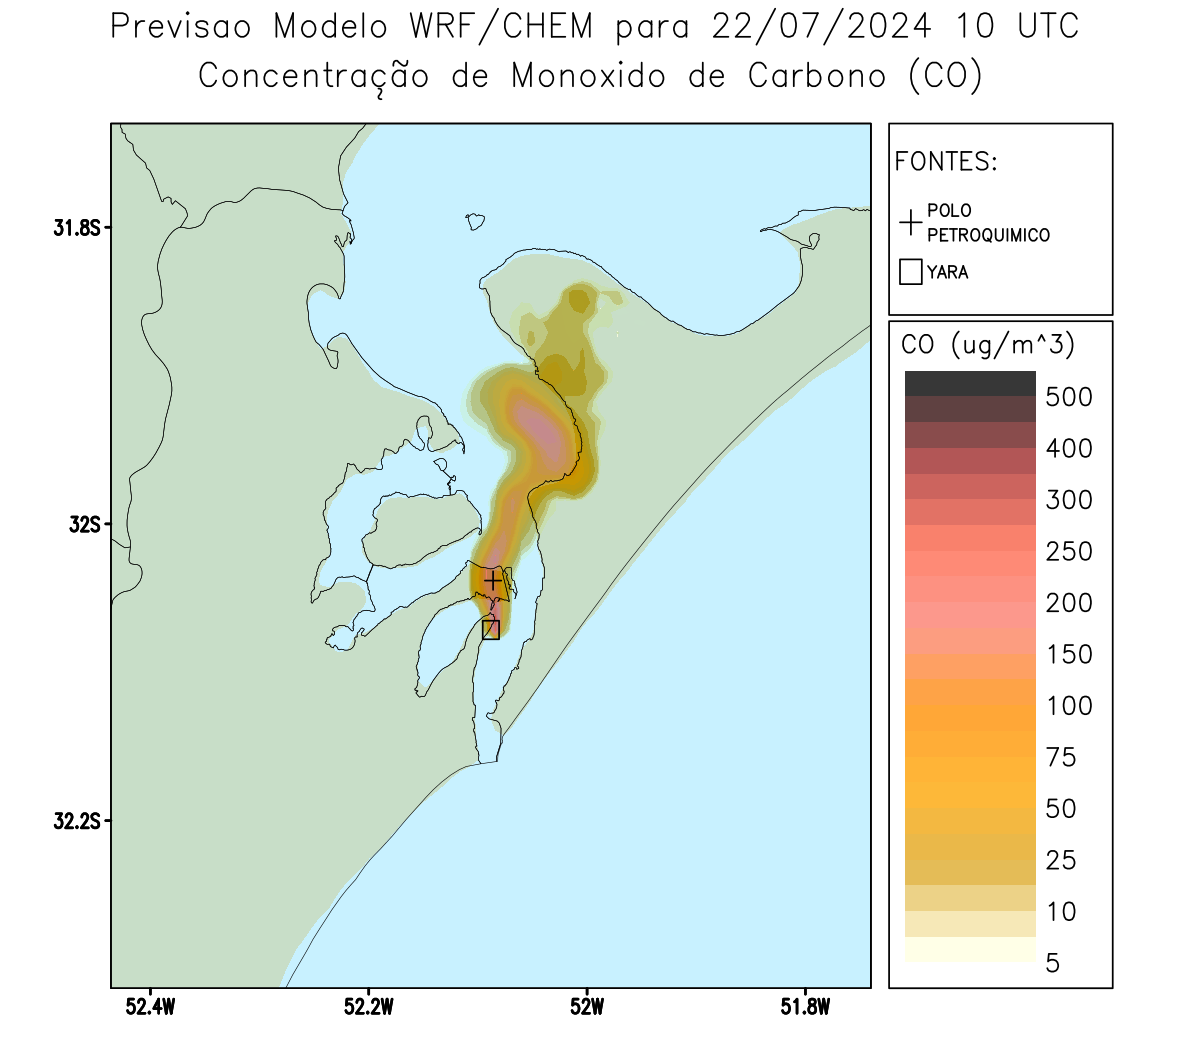 Previsao Modelo WRF/CHEM para 22/07/2024 10 UTC
Concentração de Monoxido de Carbono (CO)
FONTES:
POLO
PETROQUIMICO
YARA
CO (ug/m^3)
500
400
300
250
200
150
100
75
50
25
10
5
31.8S
32S
32.2S
52.4W
52.2W
52W
51.8W